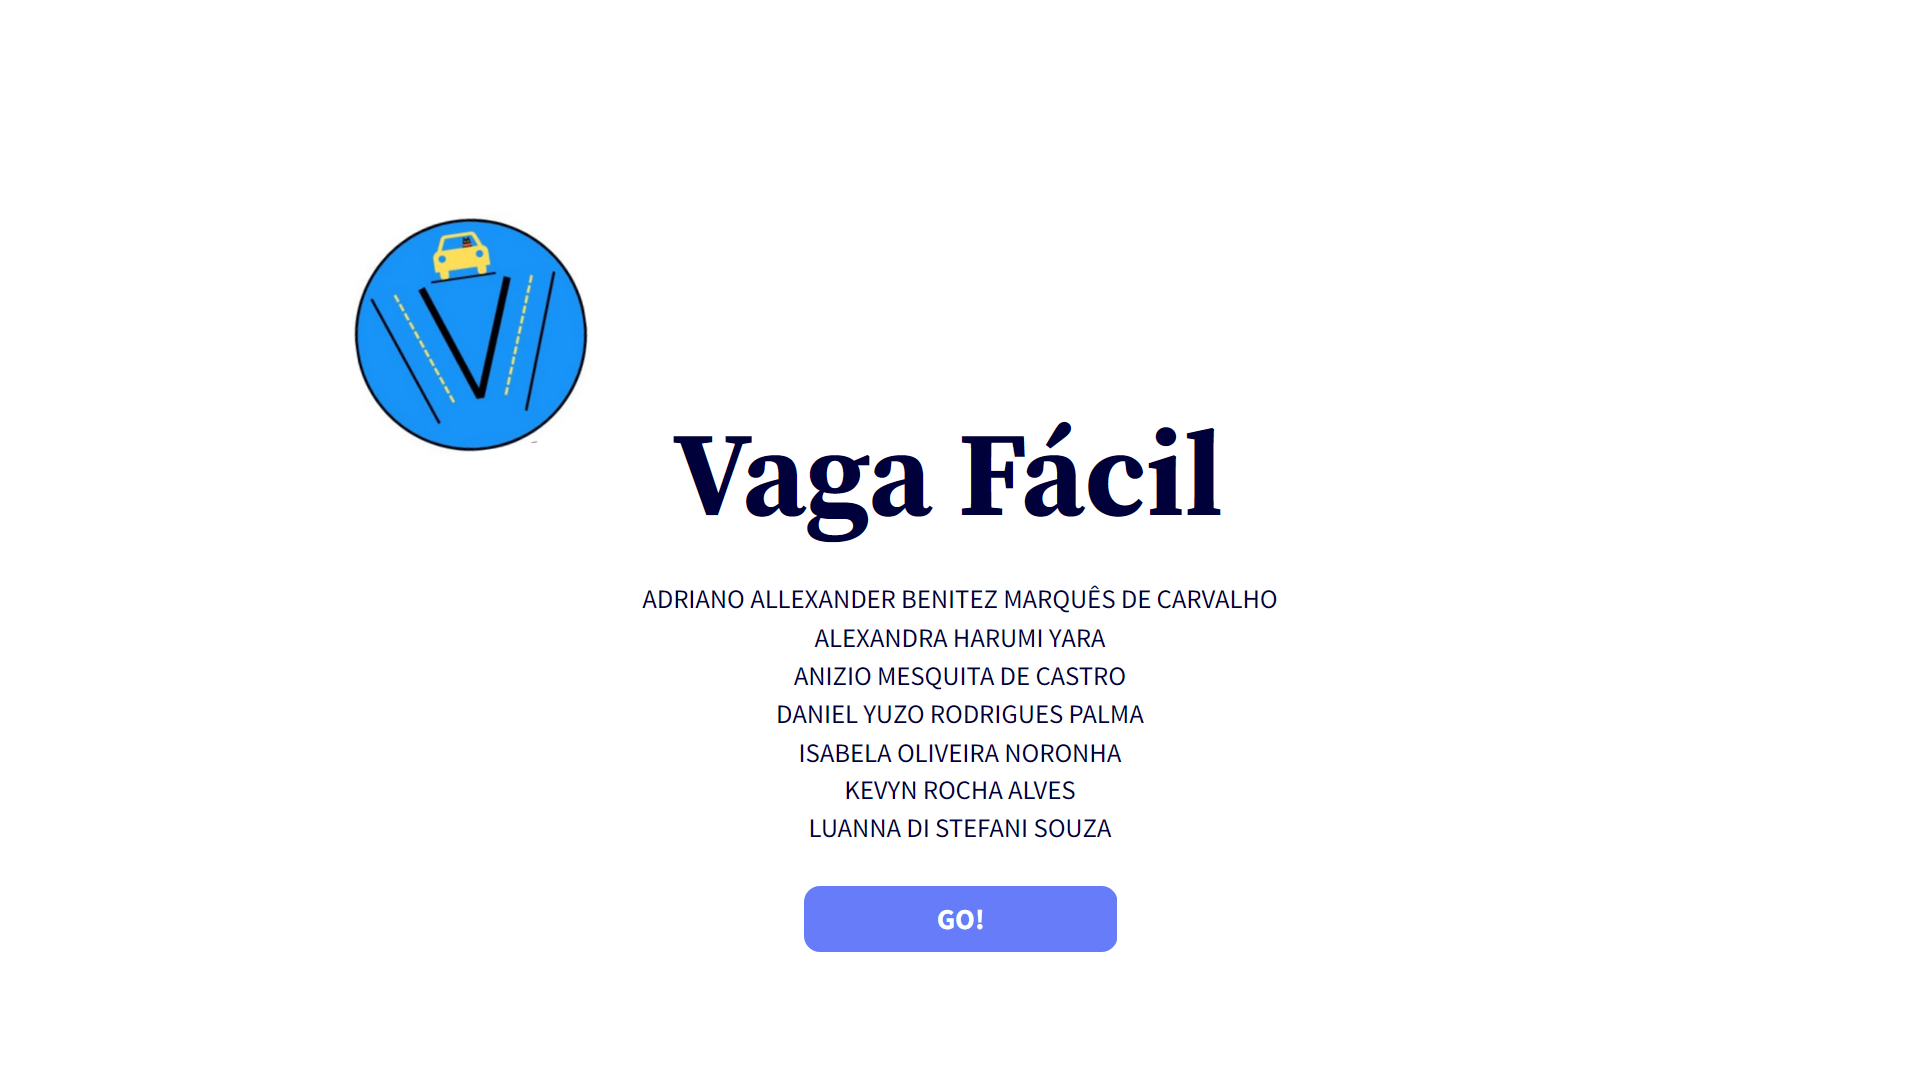 Vaga Fácil
ADRIANO ALLEXANDER BENITEZ MARQUÊS DE CARVALHO
ALEXANDRA HARUMI YARA
ANIZIO MESQUITA DE CASTRO
DANIEL YUZO RODRIGUES PALMA
ISABELA OLIVEIRA NORONHA
KEVYN ROCHA ALVES
LUANNA DI STEFANI SOUZA
GO!